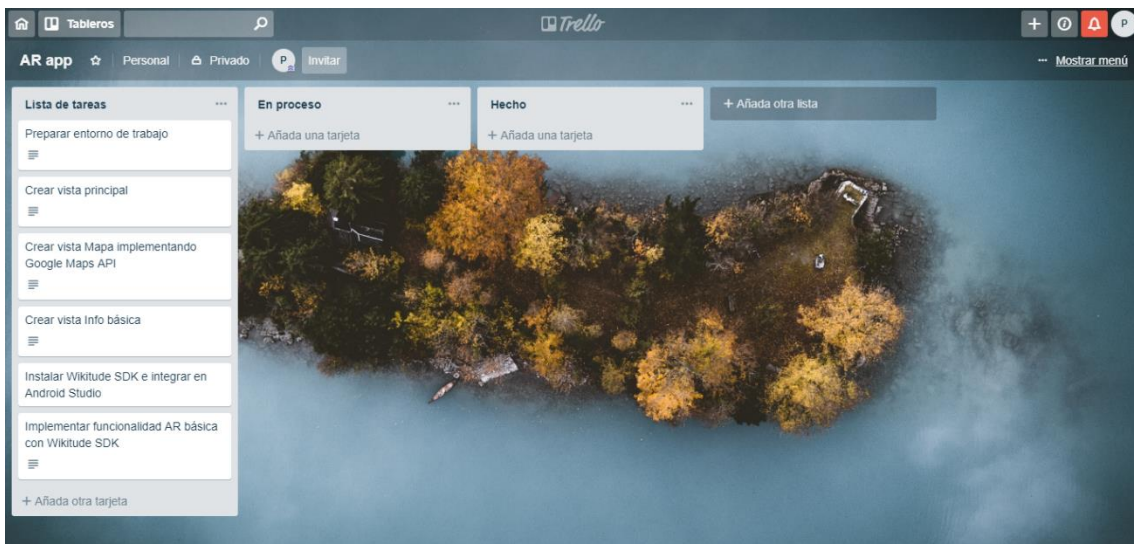 Tableros
Trello
P
AR app
Personal
Privado
P
Invitar
··· Mostrar menú
Lista de tareas ···
Preparar entorno de trabajo
Crear vista principal
Crear vista Mapa implementando
Google Maps API
Crear vista Info básica
Instalar Wikitude SDK e integrar en
Android Studio
Implementar funcionalidad AR básica
con Wikitude SDK
+ Añada otra tarjeta
En proceso ···
+ Añada una tarjeta
Hecho ···
+ Añada una tarjeta
+ Añada otra lista